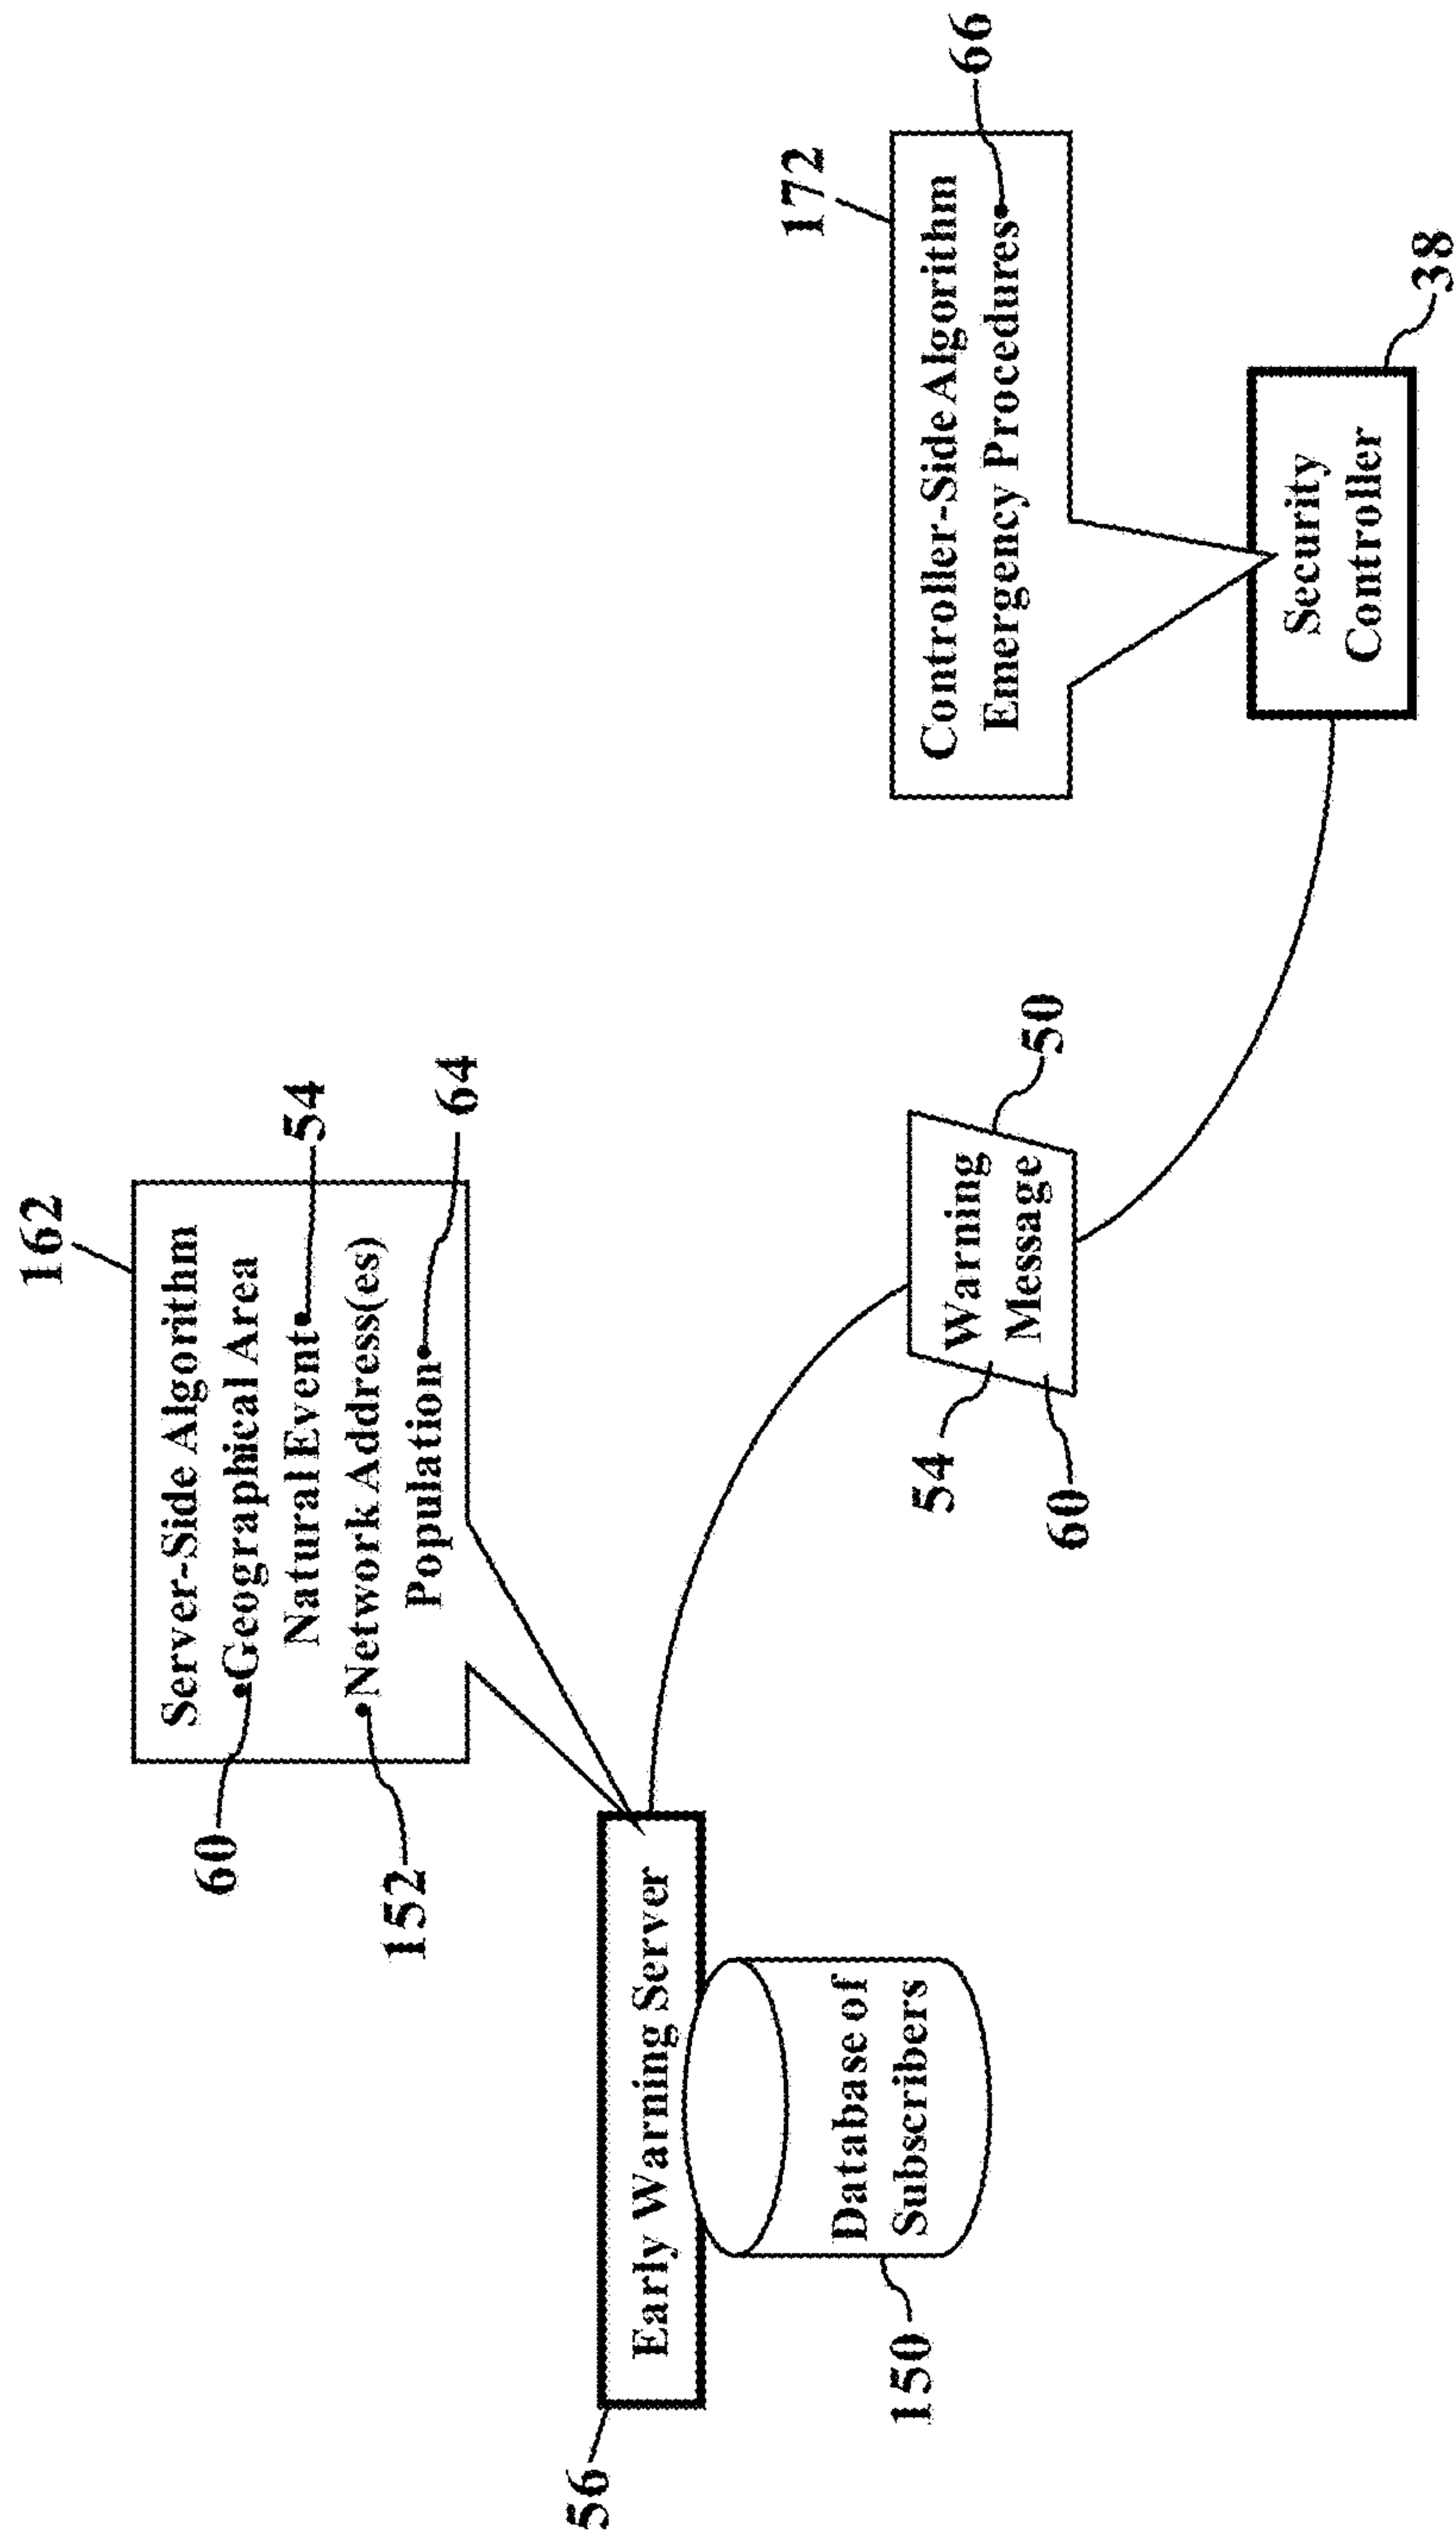 162
Server-Side Algorithm
60
Geographical Area
Natural Event
54
152
Network Address(es)
Population
64
56
Early Warning Server
Database of
Subscribers
150
Warning
Message
50
54
60
172
Controller-Side Algorithm
Emergency Procedures
66
Security
Controller
38